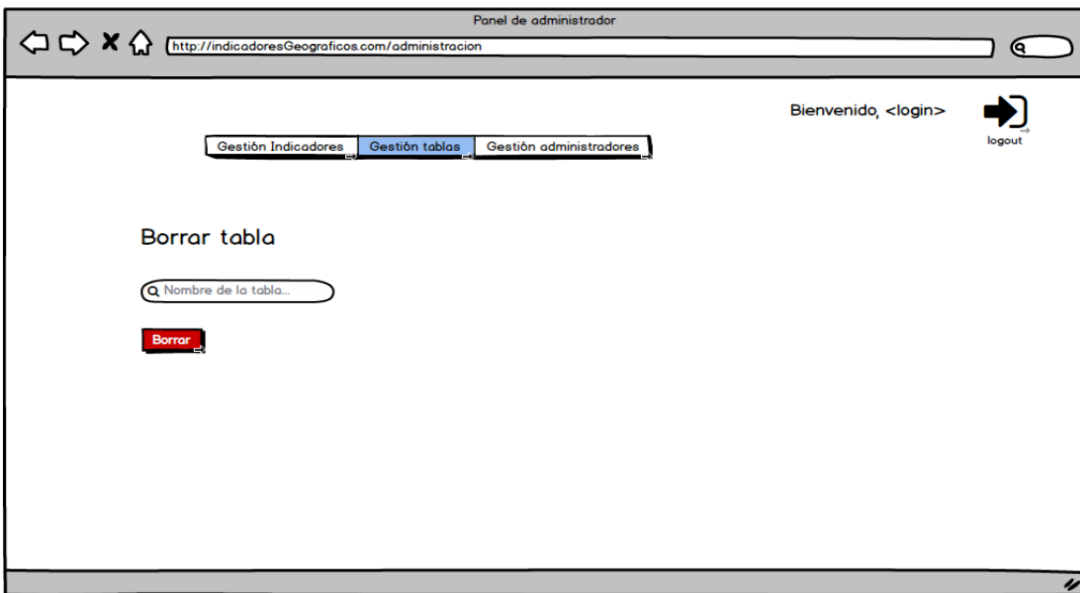 Panel de administrador
http://indicadoresGeograficos.com/administracion
Bienvenido, <login>
logout
Gestión Indicadores Gestión tablas Gestión administradores
Borrar tabla
Nombre de la tabla...
Borrar